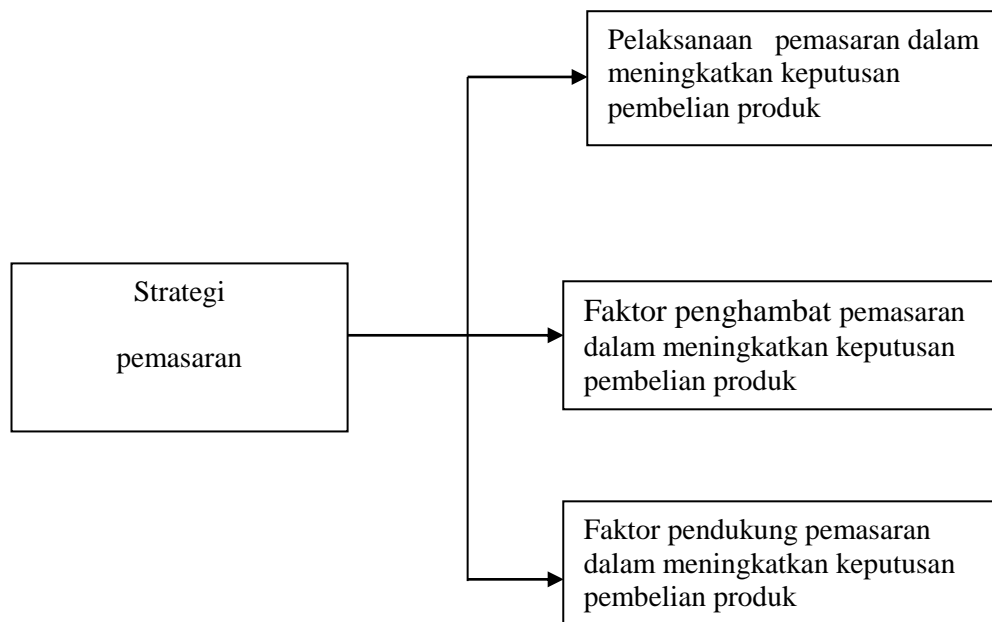 Pelaksanaan pemasaran dalam
meningkatkan keputusan
pembelian produk
Strategi
pemasaran
Faktor penghambat pemasaran
dalam meningkatkan keputusan
pembelian produk
Faktor pendukung pemasaran
dalam meningkatkan keputusan
pembelian produk